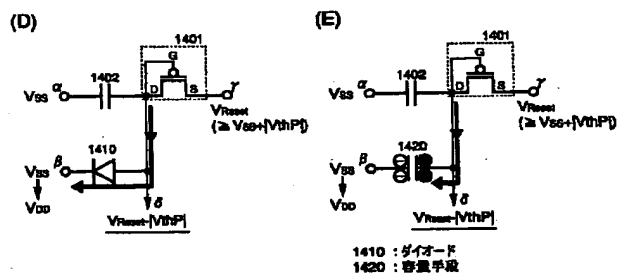 (D)
1401
G
1402
α
VSS
D
S
γ
VReset
(≧ VSS+|VthP|)
1410
β
VSS
VDD
δ
VReset-|VthP|
(E)
1401
G
1402
α
VSS
D
S
γ
VReset
(≧ VSS+|VthP|)
1420
β
VSS
VDD
δ
VReset-|VthP|
1410 : ダイオード
1420 : 容量手段